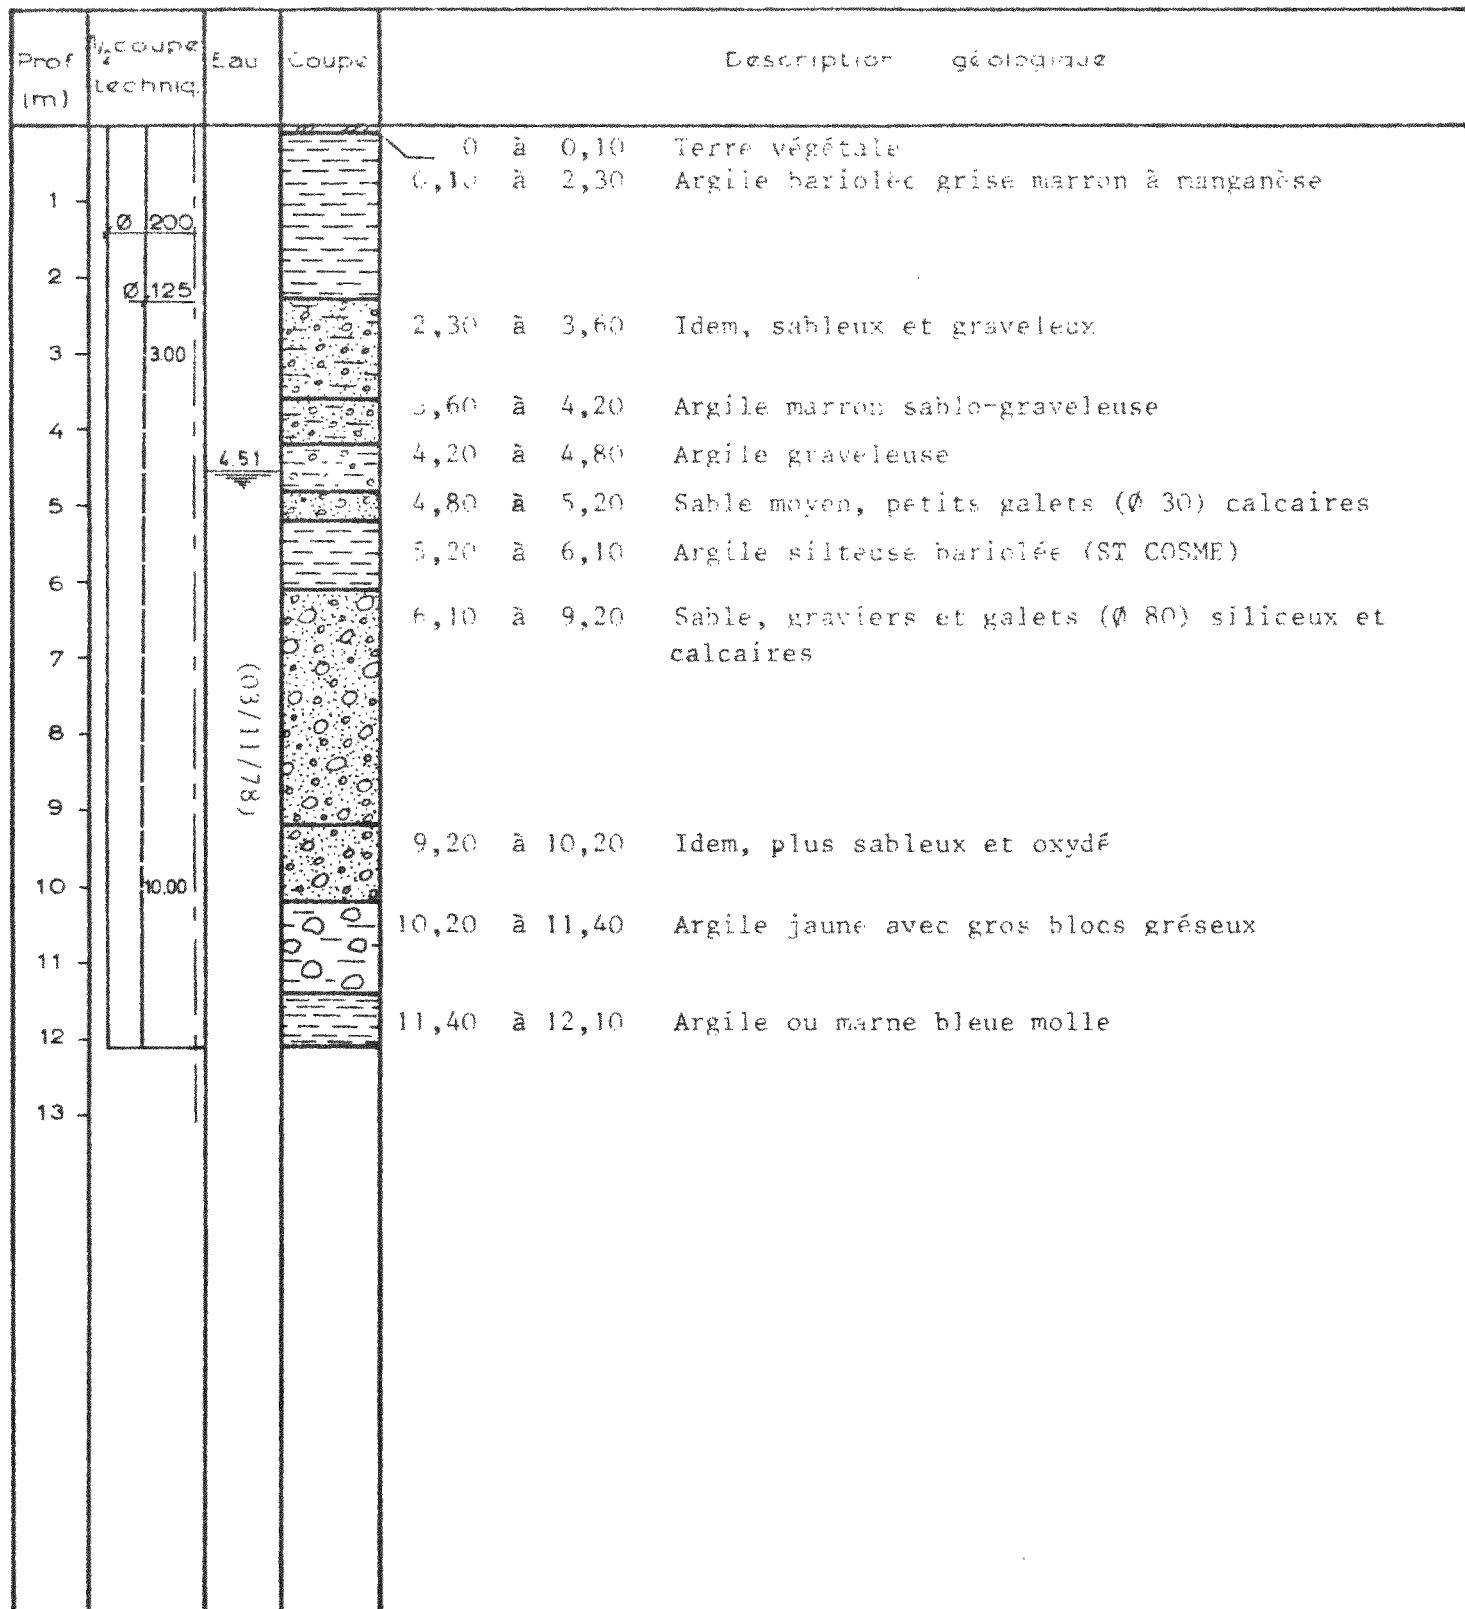 Prof (m)
½ coupe techniq.
Eau
Coupe
Description géologique
0 à 0,10 Terre végétale
0,10 à 2,30 Argile bariolée grise marron à manganèse
1
Ø 200
2
Ø 125
2,30 à 3,60 Idem, sableux et graveleux
3
3.00
3,60 à 4,20 Argile marron sablo-graveleuse
4
4,20 à 4,80 Argile graveleuse
4.51
4,80 à 5,20 Sable moyen, petits galets (Ø 30) calcaires
5
5,20 à 6,10 Argile silteuse bariolée (ST COSME)
6
6,10 à 9,20 Sable, graviers et galets (Ø 80) siliceux et
calcaires
7
(03/11/78)
8
9
9,20 à 10,20 Idem, plus sableux et oxydé
10
10.00
10,20 à 11,40 Argile jaune avec gros blocs gréseux
11
11,40 à 12,10 Argile ou marne bleue molle
12
13